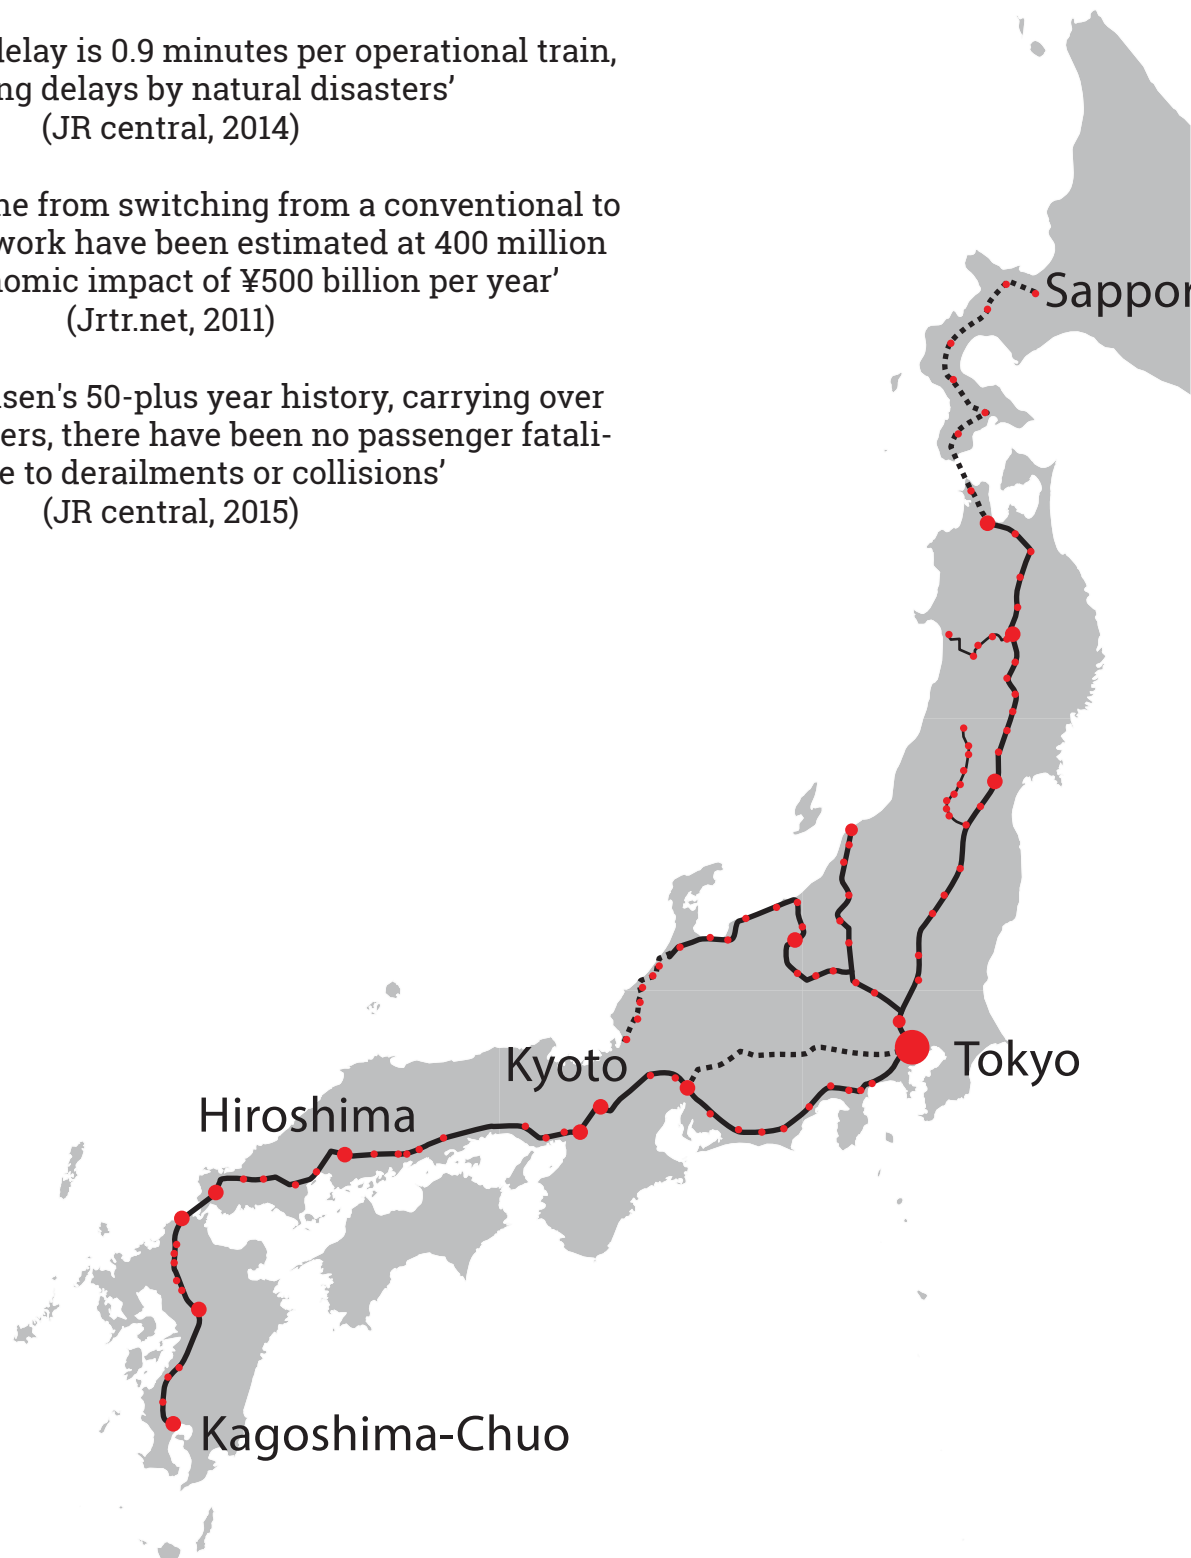 delay is 0.9 minutes per operational train,
ng delays by natural disasters’
(JR central, 2014)
ne from switching from a conventional to
work have been estimated at 400 million
nomic impact of ¥500 billion per year’
(Jrtr.net, 2011)
sen's 50-plus year history, carrying over
ers, there have been no passenger fatali-
e to derailments or collisions’
(JR central, 2015)
Sappor
Kyoto
Tokyo
Hiroshima
Kagoshima-Chuo